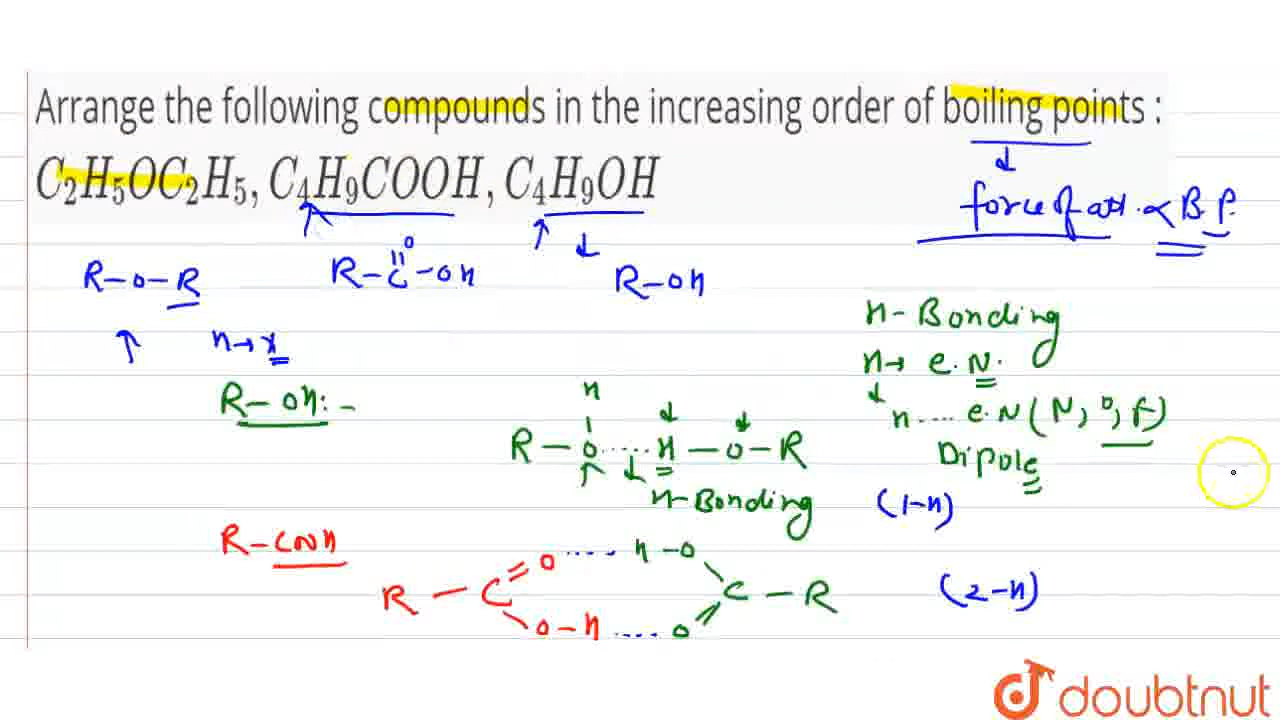 Arrange the following compounds in the increasing order of boiling points :
C₂H₅OC₂H₅, C₄H₉COOH, C₄H₉OH
force of att. ∝ B.P.
R-O-R
R-C-OH
O
R-OH
H→x
H-Bonding
H→ e.N.
R-OH:-
H
H .... e.N (N, O, F)
R-O.....H-O-R
Dipole
H-Bonding
(1-H)
R-COOH
R-C=O.....H-O
C-R
(2-H)
O-H.....O
doubtnut